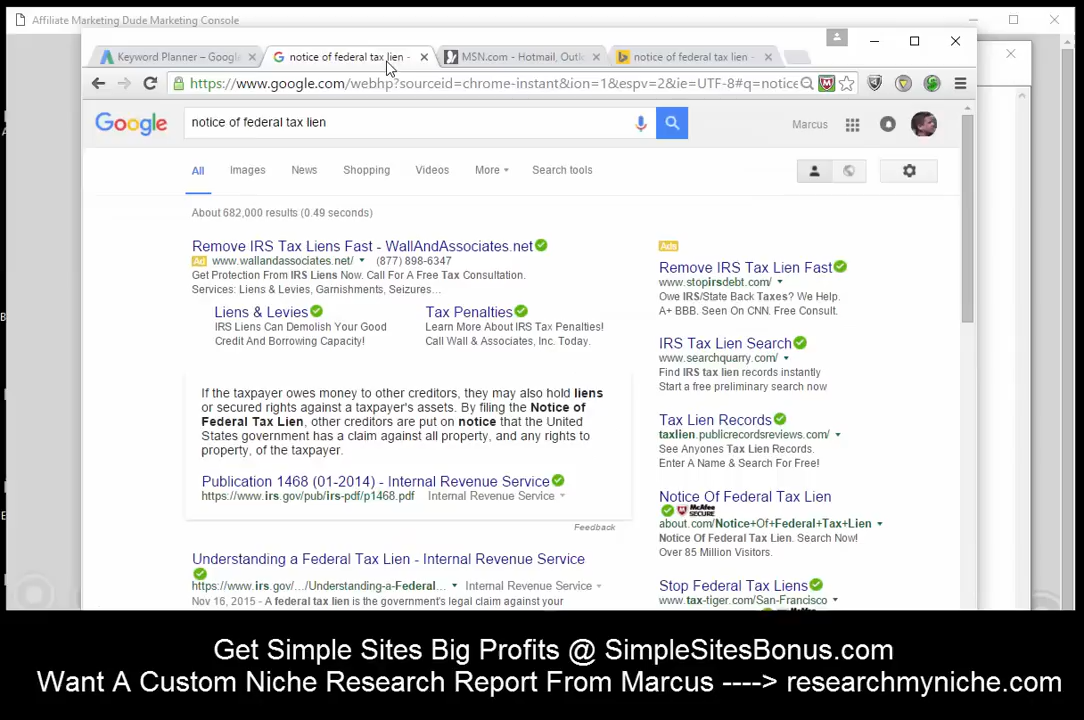 Affiliate Marketing Dude Marketing Console
Keyword Planner – Google
notice of federal tax lien -
MSN.com - Hotmail, Outlo
notice of federal tax lien -
https://www.google.com/webhp?sourceid=chrome-instant&ion=1&espv=2&ie=UTF-8#q=notice
Google
notice of federal tax lien
Marcus
All Images News Shopping Videos More Search tools
About 682,000 results (0.49 seconds)
Remove IRS Tax Liens Fast - WallAndAssociates.net
Ad www.wallandassociates.net/ (877) 898-6347
Get Protection From IRS Liens Now. Call For A Free Tax Consultation.
Services: Liens & Levies, Garnishments, Seizures…
Liens & Levies
IRS Liens Can Demolish Your Good
Credit And Borrowing Capacity!
Tax Penalties
Learn More About IRS Tax Penalties!
Call Wall & Associates, Inc. Today.
If the taxpayer owes money to other creditors, they may also hold liens
or secured rights against a taxpayer's assets. By filing the Notice of
Federal Tax Lien, other creditors are put on notice that the United
States government has a claim against all property, and any rights to
property, of the taxpayer.
Publication 1468 (01-2014) - Internal Revenue Service
https://www.irs.gov/pub/irs-pdf/p1468.pdf Internal Revenue Service
Feedback
Understanding a Federal Tax Lien - Internal Revenue Service
https://www.irs.gov/.../Understanding-a-Federal... Internal Revenue Service
Nov 16, 2015 - A federal tax lien is the government's legal claim against your
Ads
Remove IRS Tax Lien Fast
www.stopirsdebt.com/
Owe IRS/State Back Taxes? We Help.
A+ BBB. Seen On CNN. Free Consult.
IRS Tax Lien Search
www.searchquarry.com/
Find IRS tax lien records instantly
Start a free preliminary search now
Tax Lien Records
taxlien.publicrecordsreviews.com/
See Anyones Tax Lien Records.
Enter A Name & Search For Free!
Notice Of Federal Tax Lien
McAfee
SECURE
about.com/Notice+Of+Federal+Tax+Lien
Notice Of Federal Tax Lien. Search Now!
Over 85 Million Visitors.
Stop Federal Tax Liens
www.tax-tiger.com/San-Francisco
Get Simple Sites Big Profits @ SimpleSitesBonus.com
Want A Custom Niche Research Report From Marcus ----> researchmyniche.com